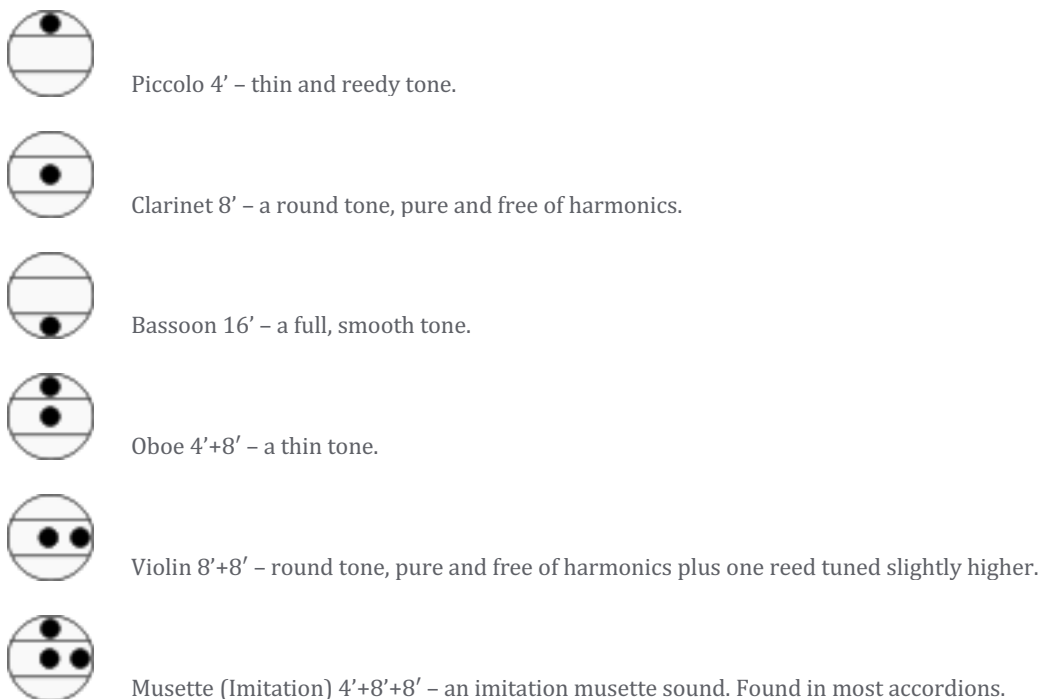 Piccolo 4’ – thin and reedy tone.
Clarinet 8’ – a round tone, pure and free of harmonics.
Bassoon 16’ – a full, smooth tone.
Oboe 4’+8′ – a thin tone.
Violin 8’+8′ – round tone, pure and free of harmonics plus one reed tuned slightly higher.
Musette (Imitation) 4’+8’+8′ – an imitation musette sound. Found in most accordions.